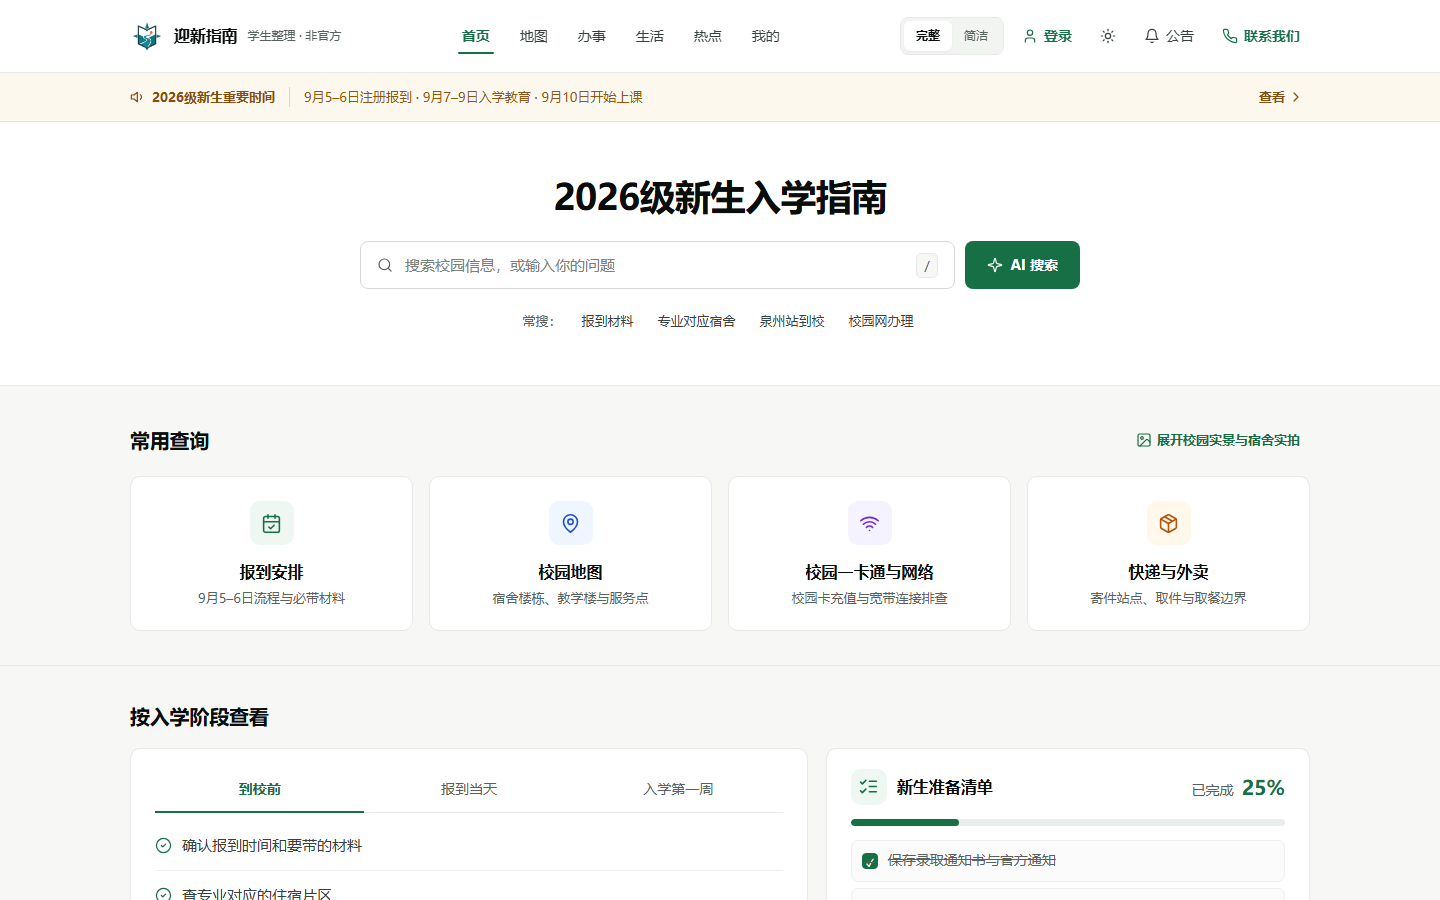 迎新指南 学生整理 · 非官方 首页 地图 办事 生活 热点 我的 完整 简洁 登录 公告 联系我们
2026级新生重要时间 9月5–6日注册报到 · 9月7–9日入学教育 · 9月10日开始上课 查看
2026级新生入学指南
搜索校园信息，或输入你的问题 / AI 搜索
常搜： 报到材料 专业对应宿舍 泉州站到校 校园网办理
常用查询 展开校园实景与宿舍实拍
报到安排
9月5–6日流程与必带材料
校园地图
宿舍楼栋、教学楼与服务点
校园一卡通与网络
校园卡充值与宽带连接排查
快递与外卖
寄件站点、取件与取餐边界
按入学阶段查看
到校前 报到当天 入学第一周
确认报到时间和要带的材料
查专业对应的住宿片区
新生准备清单 已完成 25%
保存录取通知书与官方通知